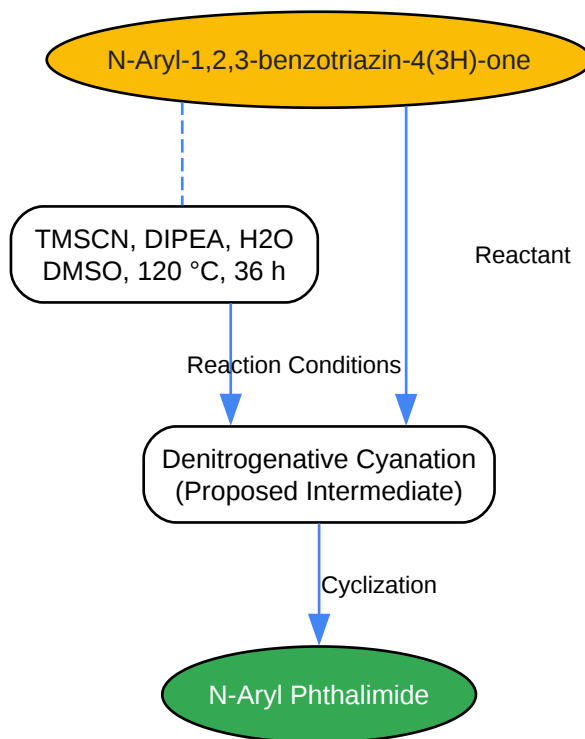 N-Aryl-1,2,3-benzotriazin-4(3H)-one
TMSCN, DIPEA, H2O
DMSO, 120 °C, 36 h
Reactant
Reaction Conditions
Denitrogenative Cyanation
(Proposed Intermediate)
Cyclization
N-Aryl Phthalimide